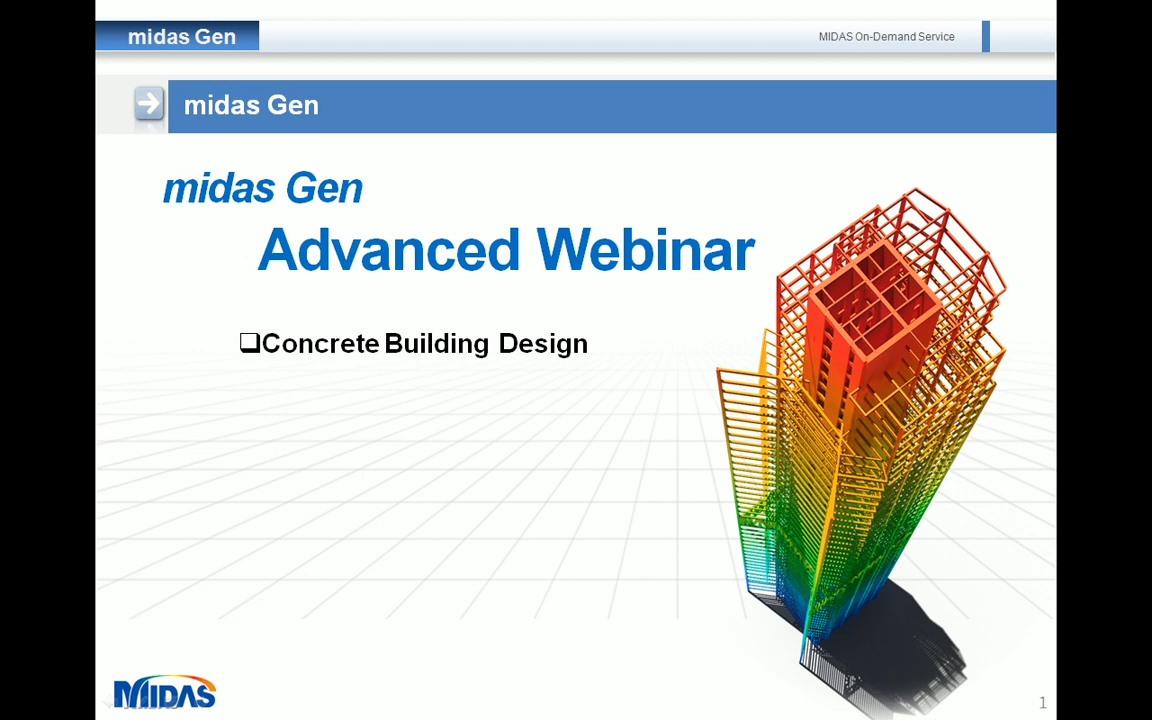 midas Gen
MIDAS On-Demand Service
midas Gen
midas Gen
Advanced Webinar
❑Concrete Building Design
MIDAS
1